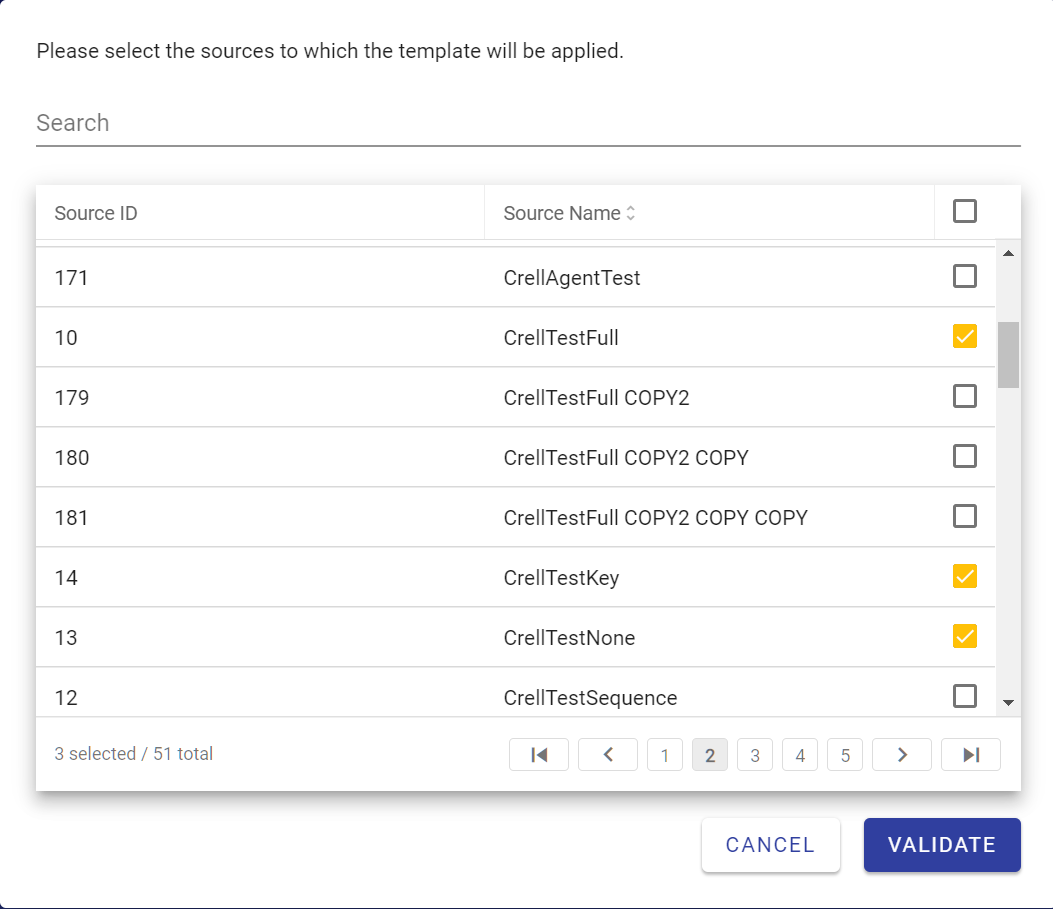 Please select the sources to which the template will be applied.
Search
Source ID Source Name
171 CrellAgentTest
10 CrellTestFull
179 CrellTestFull COPY2
180 CrellTestFull COPY2 COPY
181 CrellTestFull COPY2 COPY COPY
14 CrellTestKey
13 CrellTestNone
12 CrellTestSequence
3 selected / 51 total 1 2 3 4 5
CANCEL VALIDATE